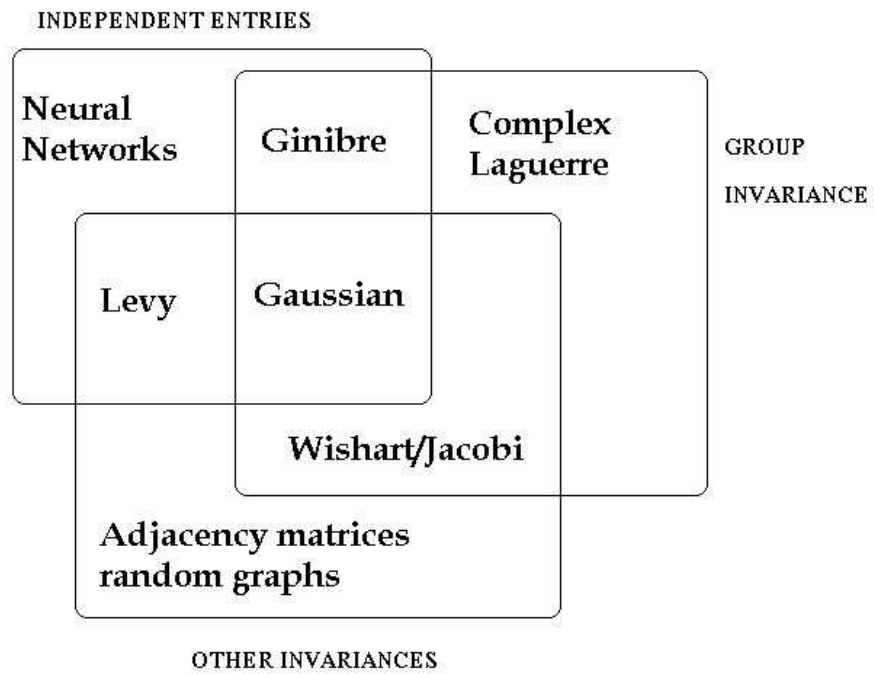 INDEPENDENT ENTRIES
Neural
Networks
Ginibre
Complex
Laguerre
GROUP
INVARIANCE
Levy
Gaussian
Wishart/Jacobi
Adjacency matrices
random graphs
OTHER INVARIANCES